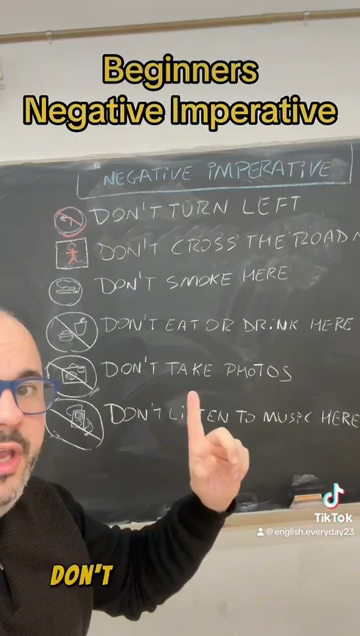 Beginners
Negative Imperative
NEGATIVE IMPERATIVE
DON'T TURN LEFT
DON'T CROSS THE ROAD
DON'T SMOKE HERE
DON'T EAT OR DRINK HERE
DON'T TAKE PHOTOS
DON'T LISTEN TO MUSIC HERE
TikTok
@english.everyday23
DON'T